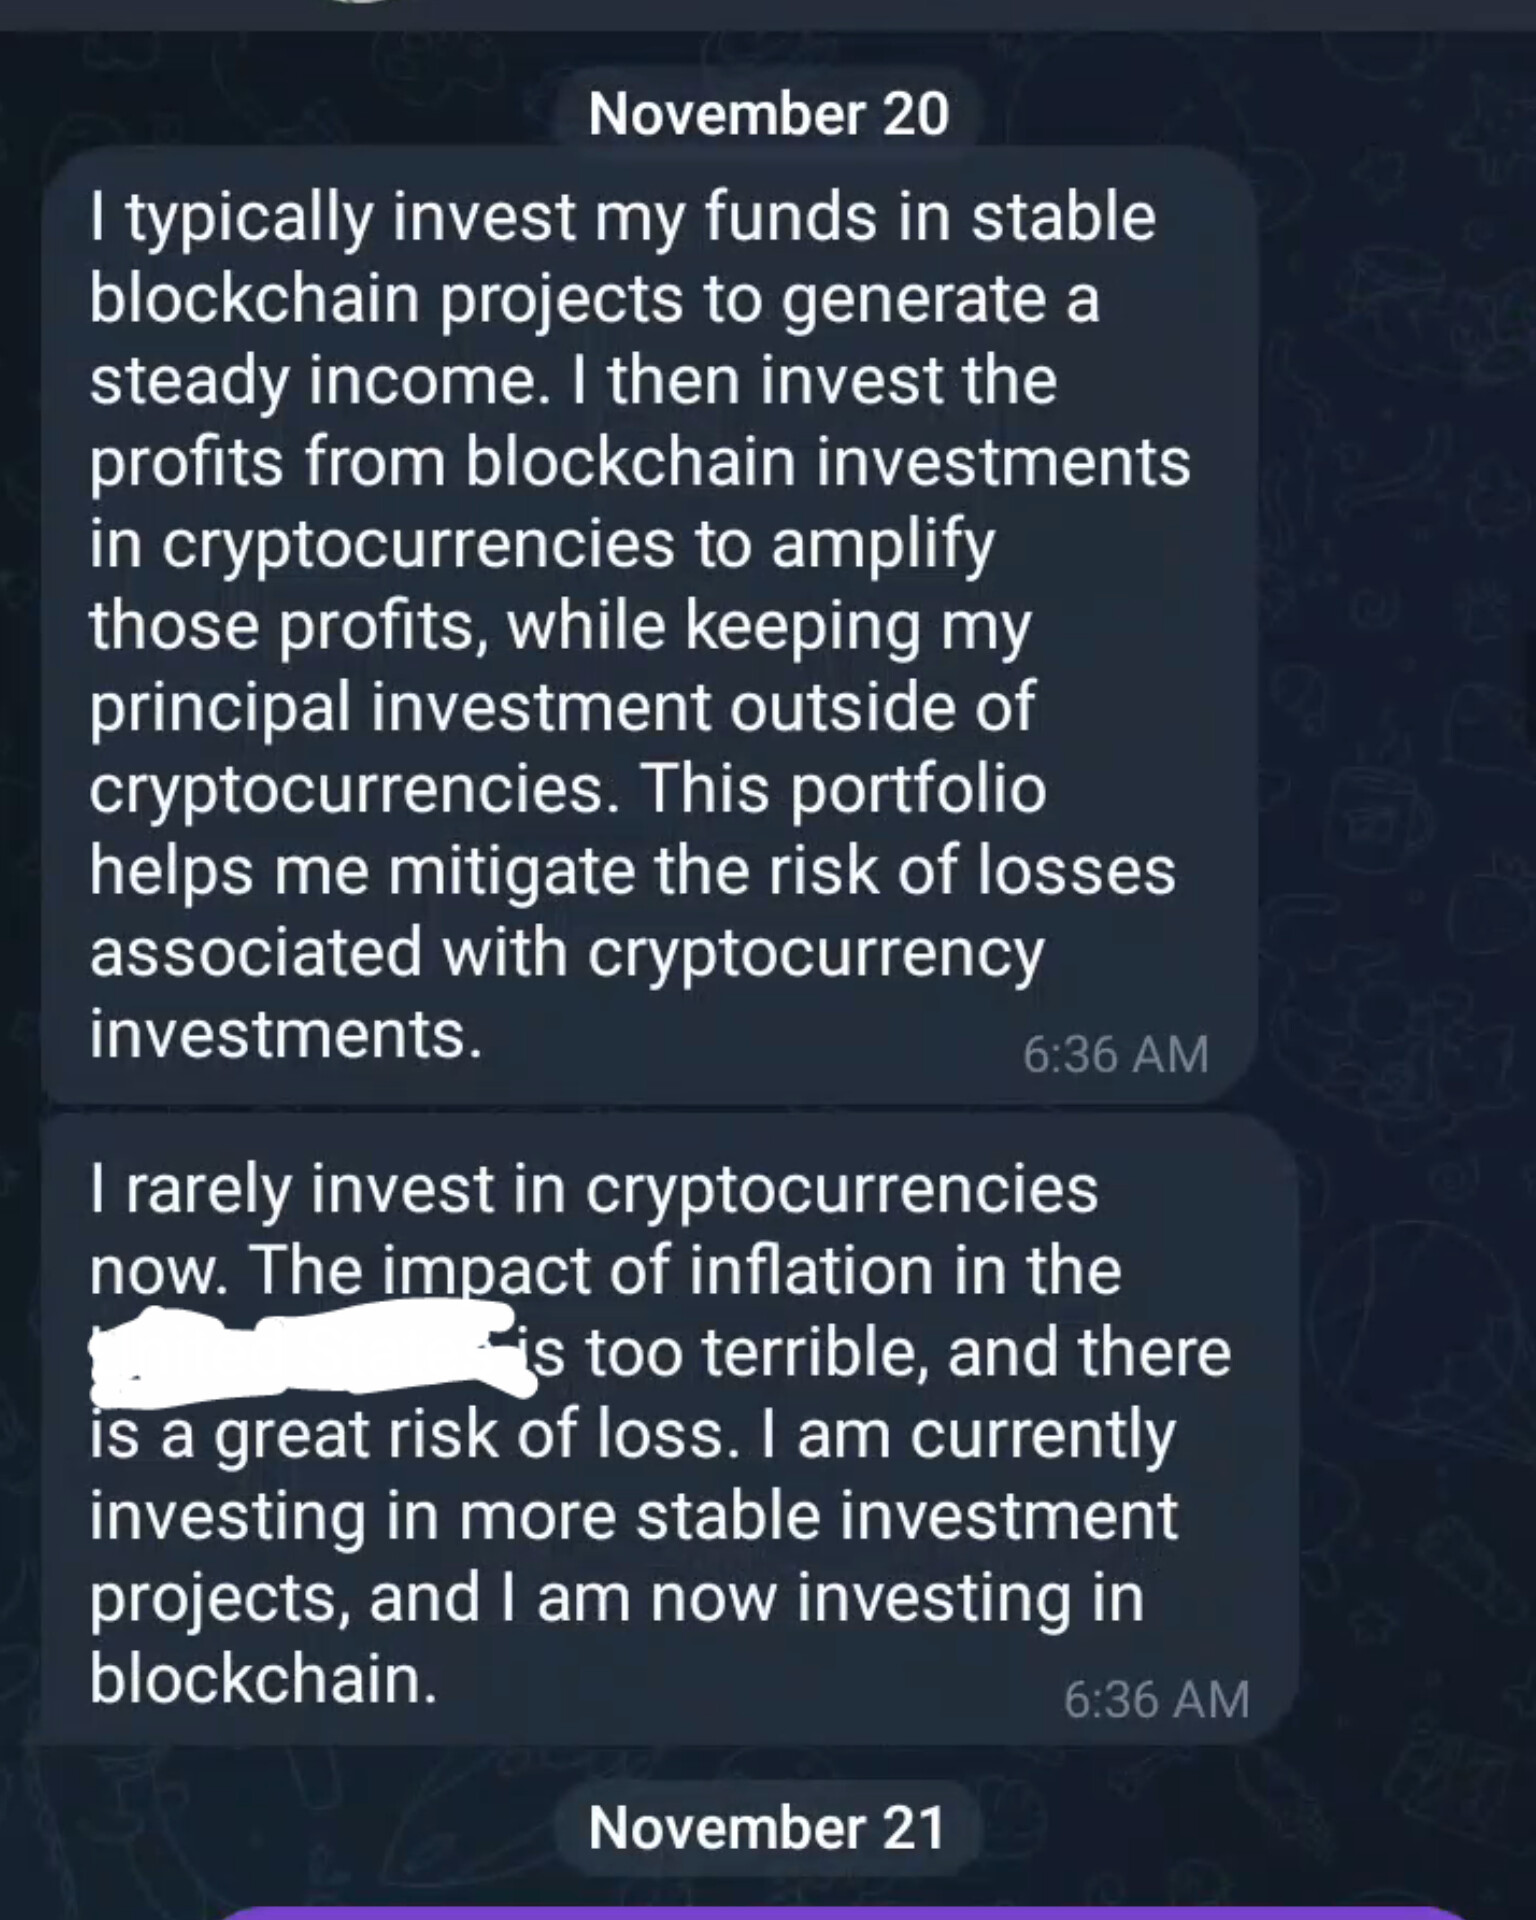 November 20
I typically invest my funds in stable
blockchain projects to generate a
steady income. I then invest the
profits from blockchain investments
in cryptocurrencies to amplify
those profits, while keeping my
principal investment outside of
cryptocurrencies. This portfolio
helps me mitigate the risk of losses
associated with cryptocurrency
investments.
6:36 AM
I rarely invest in cryptocurrencies
now. The impact of inflation in the
is too terrible, and there
is a great risk of loss. I am currently
investing in more stable investment
projects, and I am now investing in
blockchain.
6:36 AM
November 21